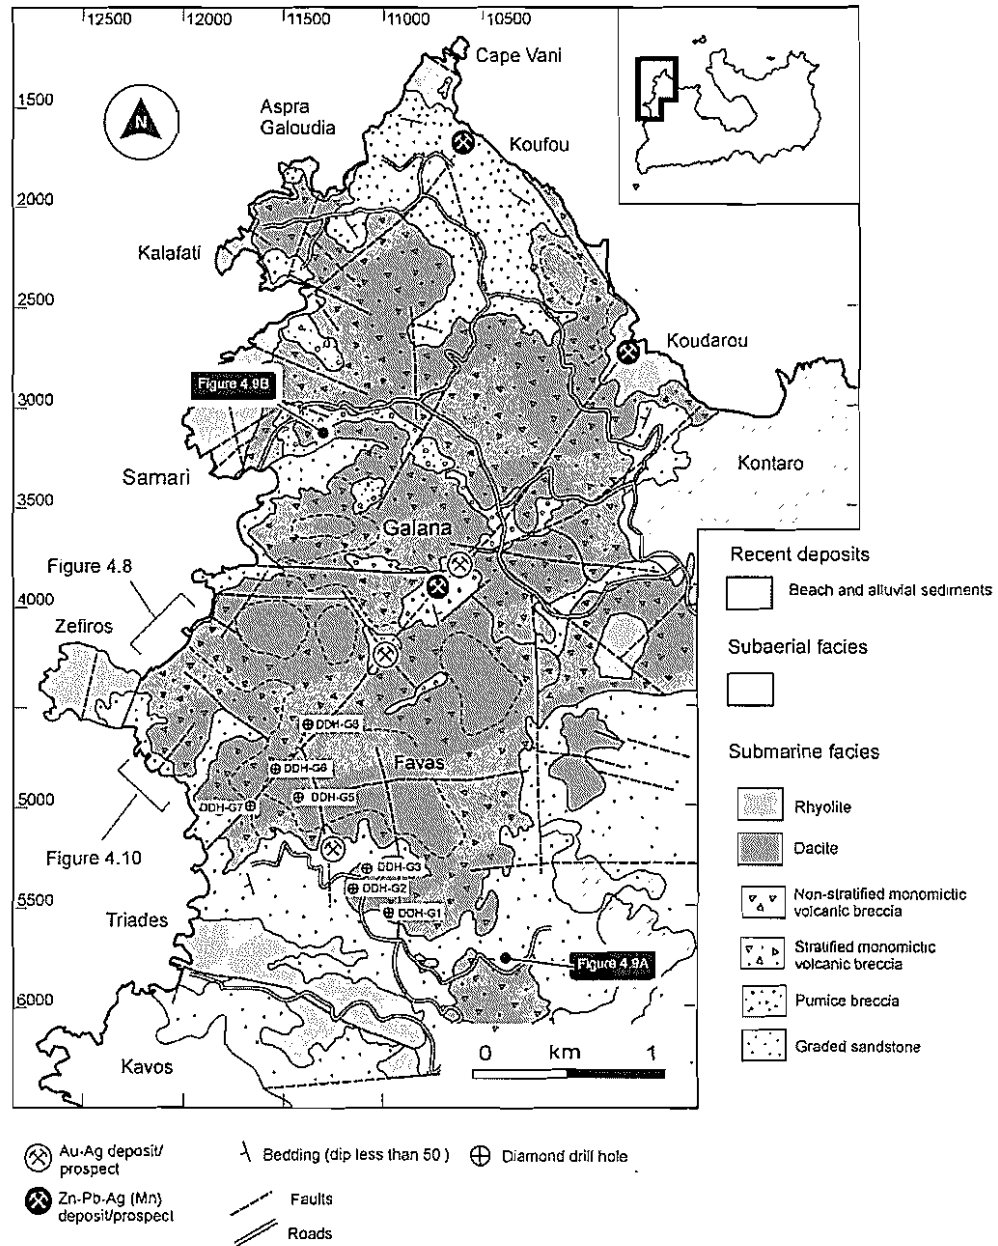 12500
12000
11500
11000
10500
Cape Vani
1500
N
Aspra
Galoudia
Koufou
2000
Kalafati
2500
Koudarou
Figure 4.9B
3000
Kontaro
Samari
3500
Galana
Figure 4.8
4000
Zefiros
DDH-G8
Favas
DDH-G6
DDH-G5
DDH-G7
5000
Figure 4.10
DDH-G3
DDH-G2
DDH-G1
5500
Triades
Figure 4.9A
6000
Kavos
0 km 1
Recent deposits
Beach and alluvial sediments
Subaerial facies
Submarine facies
Rhyolite
Dacite
Non-stratified monomictic
volcanic breccia
Stratified monomictic
volcanic breccia
Pumice breccia
Graded sandstone
Au-Ag deposit/
prospect
Zn-Pb-Ag (Mn)
deposit/prospect
Bedding (dip less than 50 )
Faults
Roads
Diamond drill hole